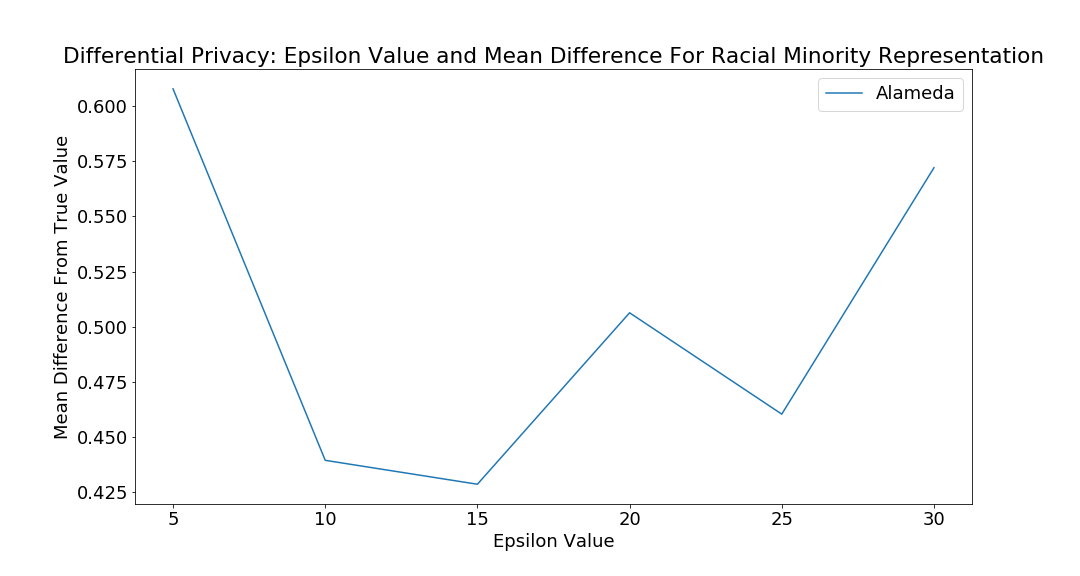 Differential Privacy: Epsilon Value and Mean Difference For Racial Minority Representation
Alameda
Mean Difference From True Value
0.600
0.575
0.550
0.525
0.500
0.475
0.450
0.425
5 10 15 20 25 30
Epsilon Value